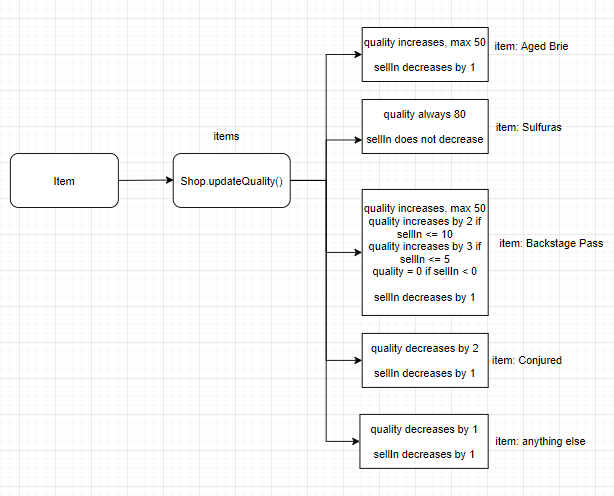 quality increases, max 50
sellIn decreases by 1
item: Aged Brie
quality always 80
sellIn does not decrease
item: Sulfuras
items
Item
Shop.updateQuality()
quality increases, max 50
quality increases by 2 if
sellIn <= 10
quality increases by 3 if
sellIn <= 5
quality = 0 if sellIn < 0
sellIn decreases by 1
item: Backstage Pass
quality decreases by 2
sellIn decreases by 1
item: Conjured
quality decreases by 1
sellIn decreases by 1
item: anything else